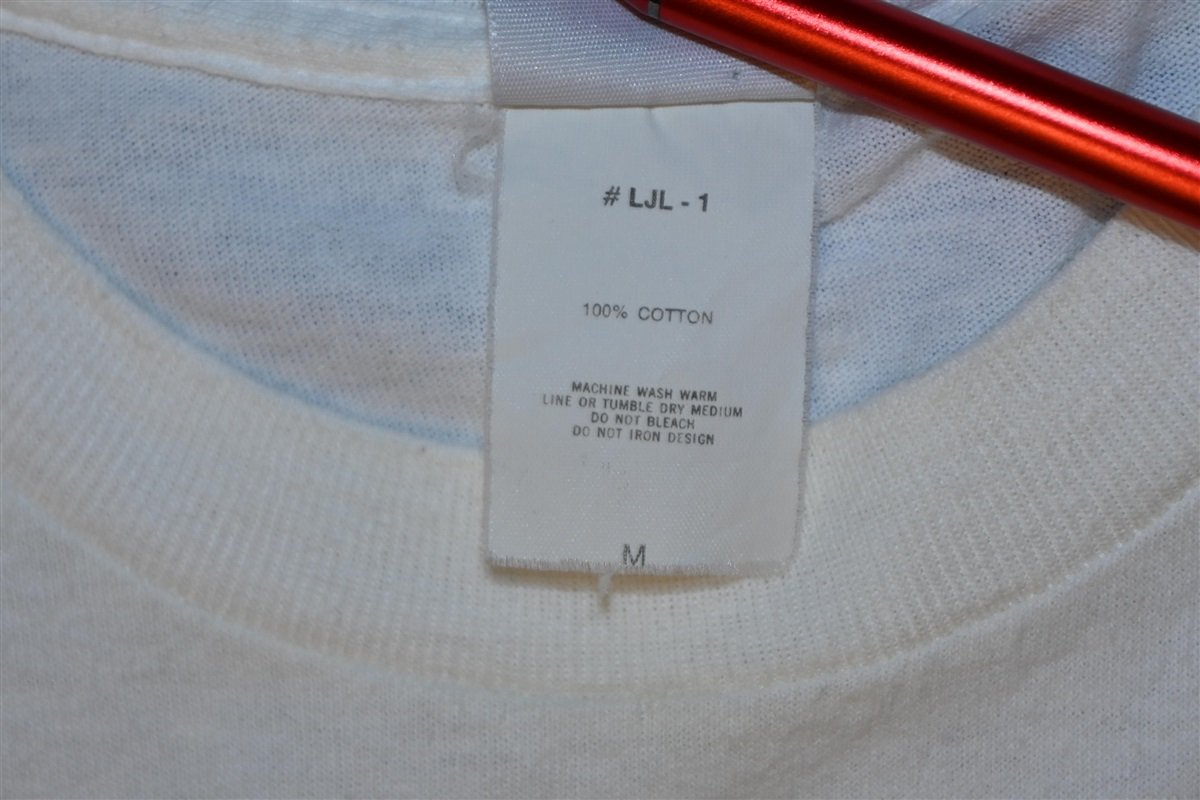 # LJL - 1
100% COTTON
MACHINE WASH WARM
LINE OR TUMBLE DRY MEDIUM
DO NOT BLEACH
DO NOT IRON DESIGN
M